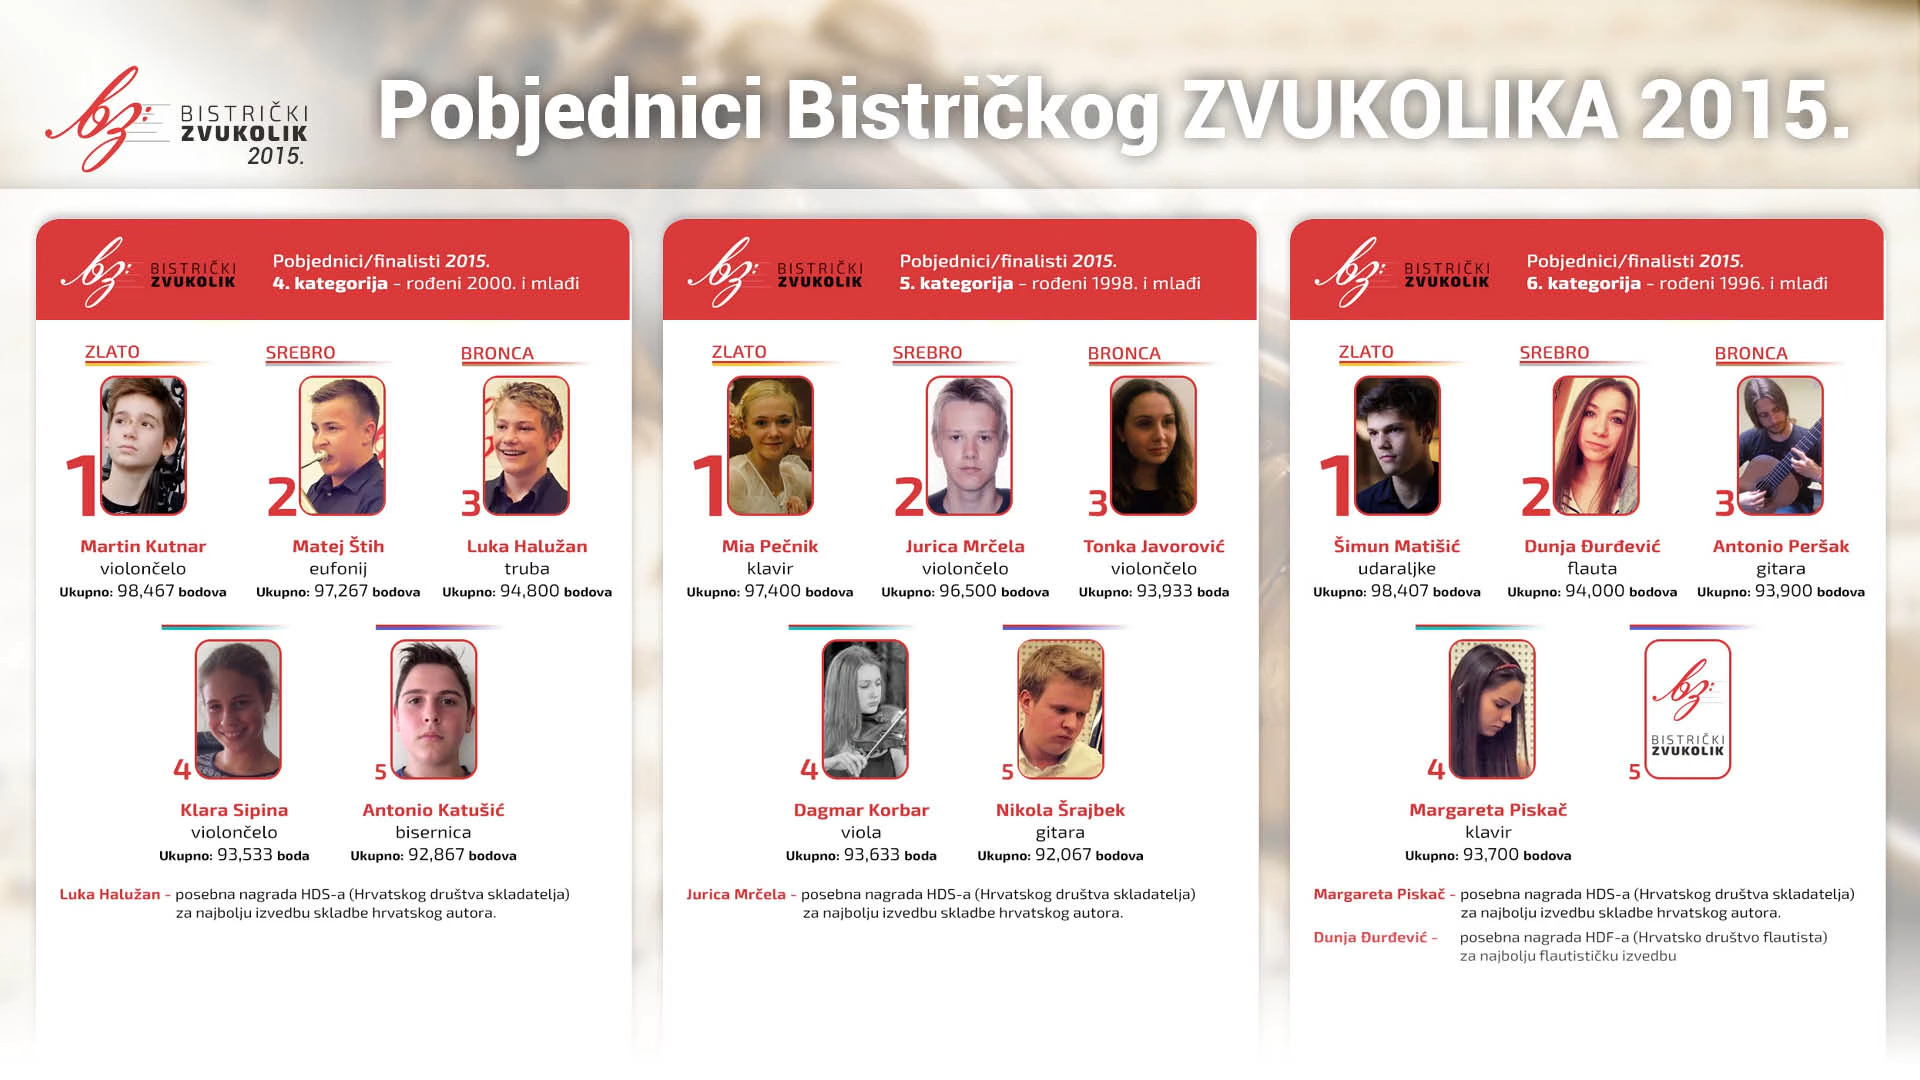 BISTRIČKI
ZVUKOLIK
2015.
Pobjednici Bistričkog ZVUKOLIKA 2015.
BISTRIČKI
ZVUKOLIK
Pobjednici/finalisti 2015.
4. kategorija - rođeni 2000. i mlađi
ZLATO
SREBRO
BRONCA
1
2
3
Martin Kutnar
violončelo
Ukupno: 98,467 bodova
Matej Štih
eufonij
Ukupno: 97,267 bodova
Luka Halužan
truba
Ukupno: 94,800 bodova
4
5
Klara Sipina
violončelo
Ukupno: 93,533 boda
Antonio Katušić
bisernica
Ukupno: 92,867 bodova
Luka Halužan - posebna nagrada HDS-a (Hrvatskog društva skladatelja)
za najbolju izvedbu skladbe hrvatskog autora.
BISTRIČKI
ZVUKOLIK
Pobjednici/finalisti 2015.
5. kategorija - rođeni 1998. i mlađi
ZLATO
SREBRO
BRONCA
1
2
3
Mia Pečnik
klavir
Ukupno: 97,400 bodova
Jurica Mrčela
violončelo
Ukupno: 96,500 bodova
Tonka Javorović
violončelo
Ukupno: 93,933 boda
4
5
Dagmar Korbar
viola
Ukupno: 93,633 boda
Nikola Šrajbek
gitara
Ukupno: 92,067 bodova
Jurica Mrčela - posebna nagrada HDS-a (Hrvatskog društva skladatelja)
za najbolju izvedbu skladbe hrvatskog autora.
BISTRIČKI
ZVUKOLIK
Pobjednici/finalisti 2015.
6. kategorija - rođeni 1996. i mlađi
ZLATO
SREBRO
BRONCA
1
2
3
Šimun Matišić
udaraljke
Ukupno: 98,407 bodova
Dunja Đurđević
flauta
Ukupno: 94,000 bodova
Antonio Peršak
gitara
Ukupno: 93,900 bodova
4
5
BISTRIČKI
ZVUKOLIK
Margareta Piskač
klavir
Ukupno: 93,700 bodova
Margareta Piskač - posebna nagrada HDS-a (Hrvatskog društva skladatelja)
za najbolju izvedbu skladbe hrvatskog autora.
Dunja Đurđević - posebna nagrada HDF-a (Hrvatsko društvo flautista)
za najbolju flautističku izvedbu